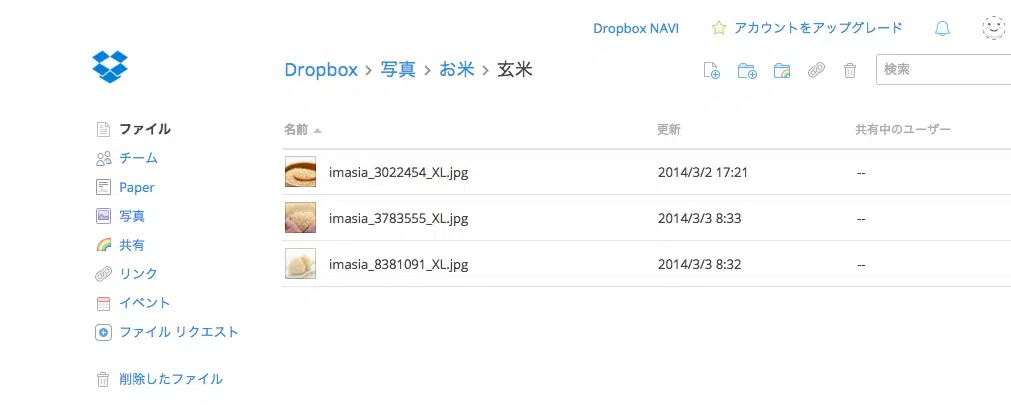 Dropbox NAVI アカウントをアップグレード
Dropbox > 写真 > お米 > 玄米
検索
ファイル
チーム
Paper
写真
共有
リンク
イベント
ファイル リクエスト
削除したファイル
名前 更新 共有中のユーザー
imasia_3022454_XL.jpg 2014/3/2 17:21 --
imasia_3783555_XL.jpg 2014/3/3 8:33 --
imasia_8381091_XL.jpg 2014/3/3 8:32 --